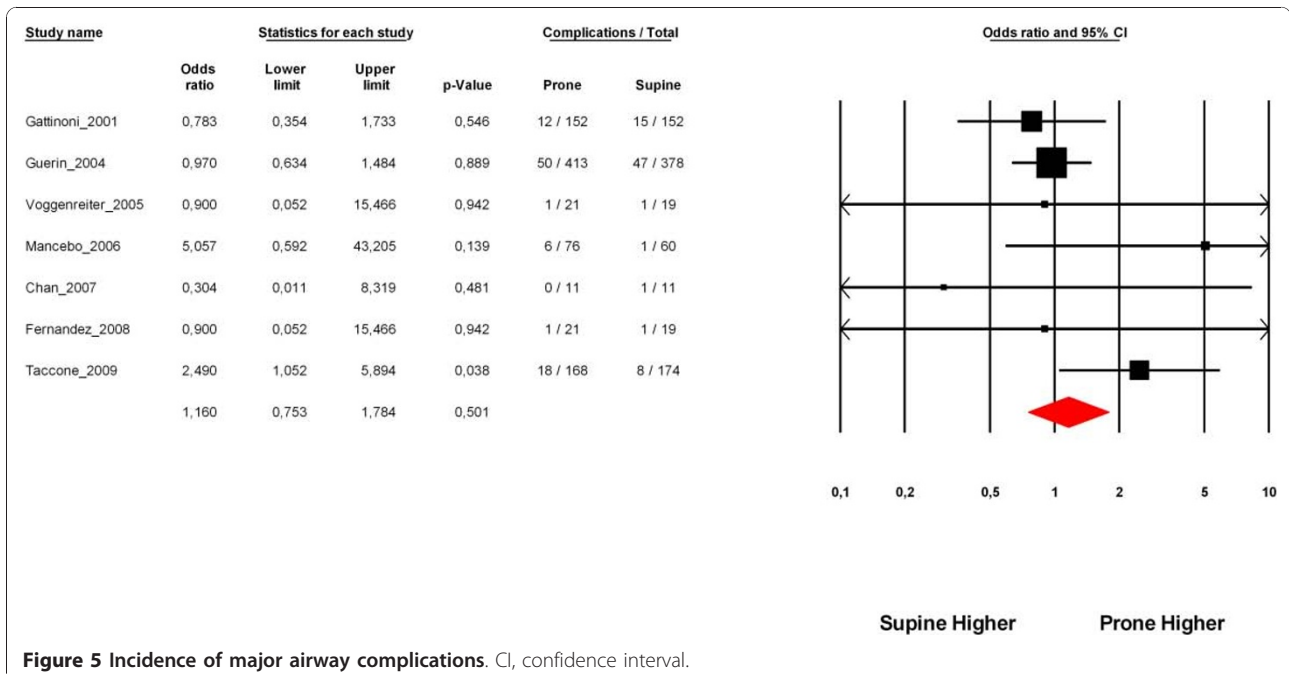 Study name Statistics for each study Complications / Total Odds ratio and 95% CI
Odds ratio Lower limit Upper limit p-Value Prone Supine
Gattinoni_2001 0,783 0,354 1,733 0,546 12 / 152 15 / 152
Guerin_2004 0,970 0,634 1,484 0,889 50 / 413 47 / 378
Voggenreiter_2005 0,900 0,052 15,466 0,942 1 / 21 1 / 19
Mancebo_2006 5,057 0,592 43,205 0,139 6 / 76 1 / 60
Chan_2007 0,304 0,011 8,319 0,481 0 / 11 1 / 11
Fernandez_2008 0,900 0,052 15,466 0,942 1 / 21 1 / 19
Taccone_2009 2,490 1,052 5,894 0,038 18 / 168 8 / 174
1,160 0,753 1,784 0,501
0,1 0,2 0,5 1 2 5 10
Supine Higher Prone Higher
Figure 5 Incidence of major airway complications. CI, confidence interval.